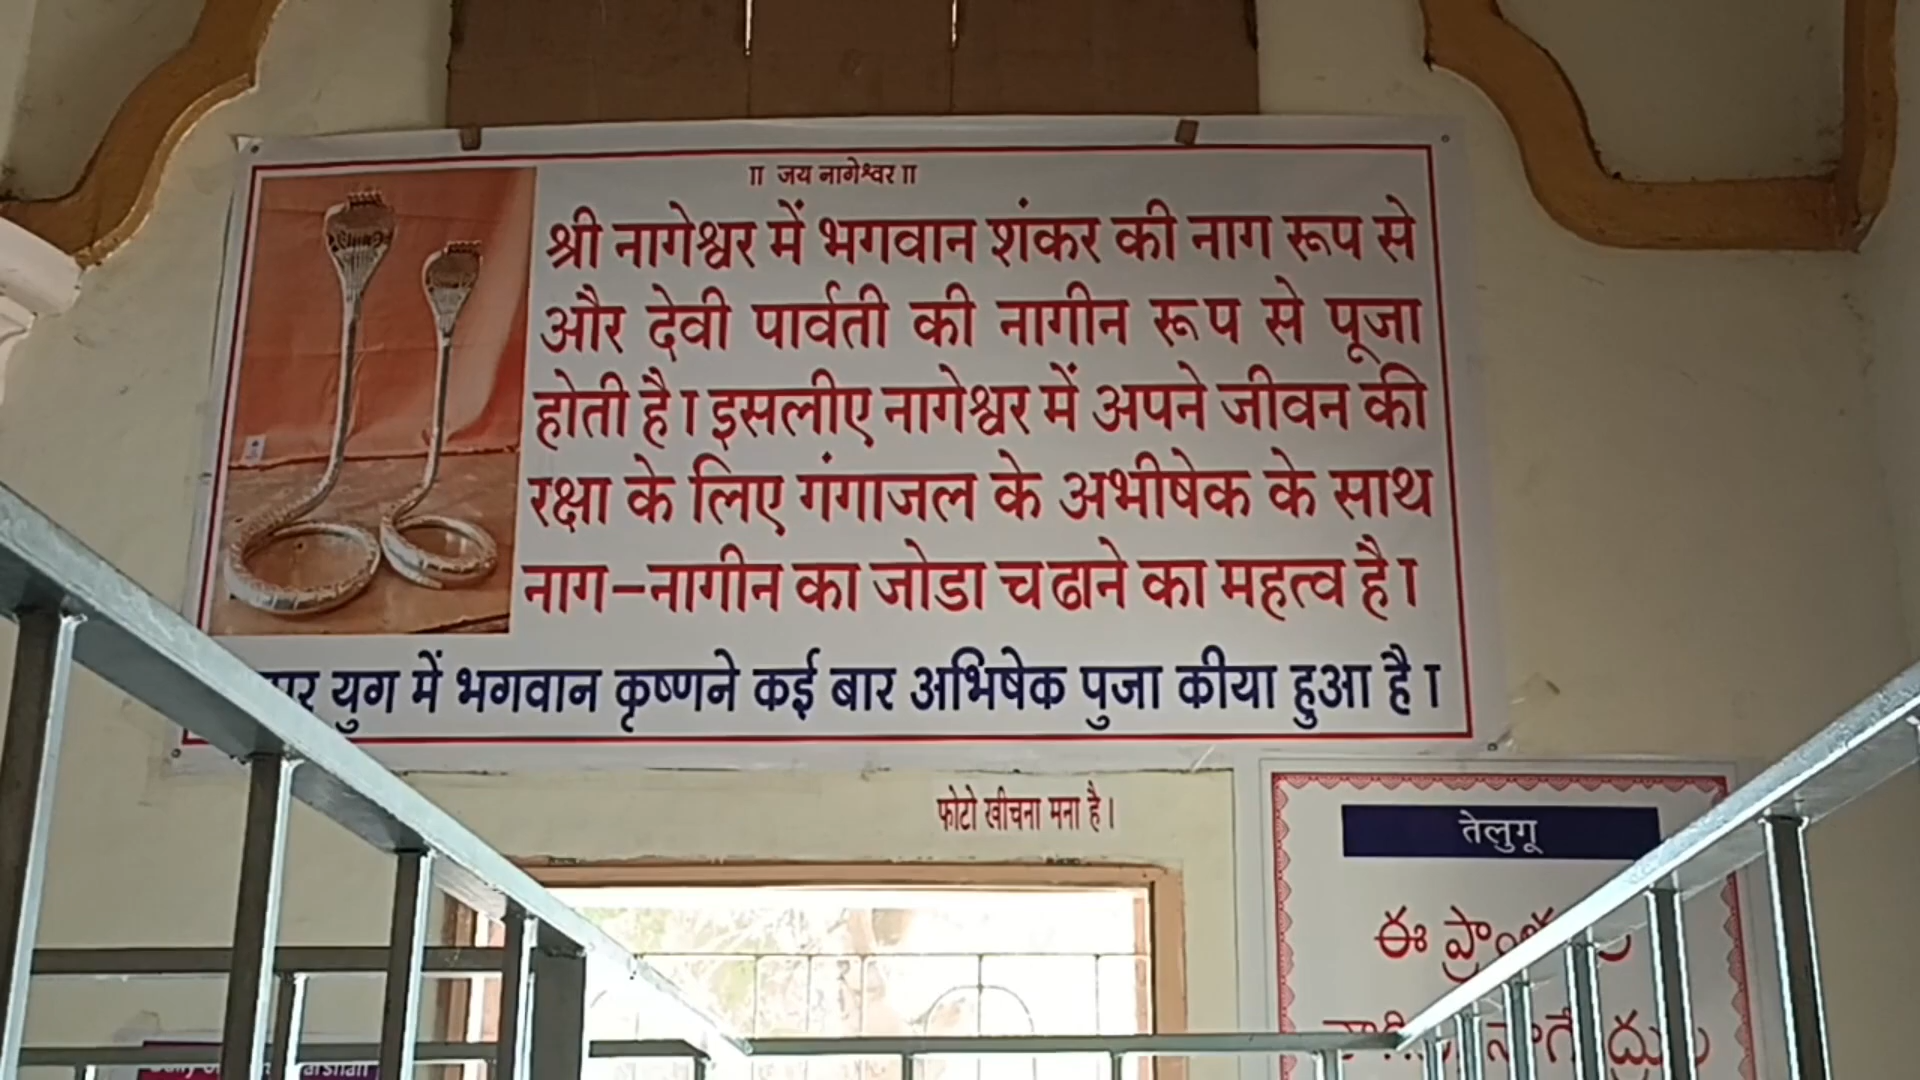 ॥ जय नागेश्वर ॥
श्री नागेश्वर में भगवान शंकर की नाग रूप से
और देवी पार्वती की नागीन रूप से पूजा
होती है। इसलीए नागेश्वर में अपने जीवन की
रक्षा के लिए गंगाजल के अभीषेक के साथ
नाग-नागीन का जोडा चढाने का महत्व है।
युग में भगवान कृष्णने कई बार अभिषेक पुजा कीया हुआ है।
फोटो खीचना मना है।
तेलुगू
ఈ